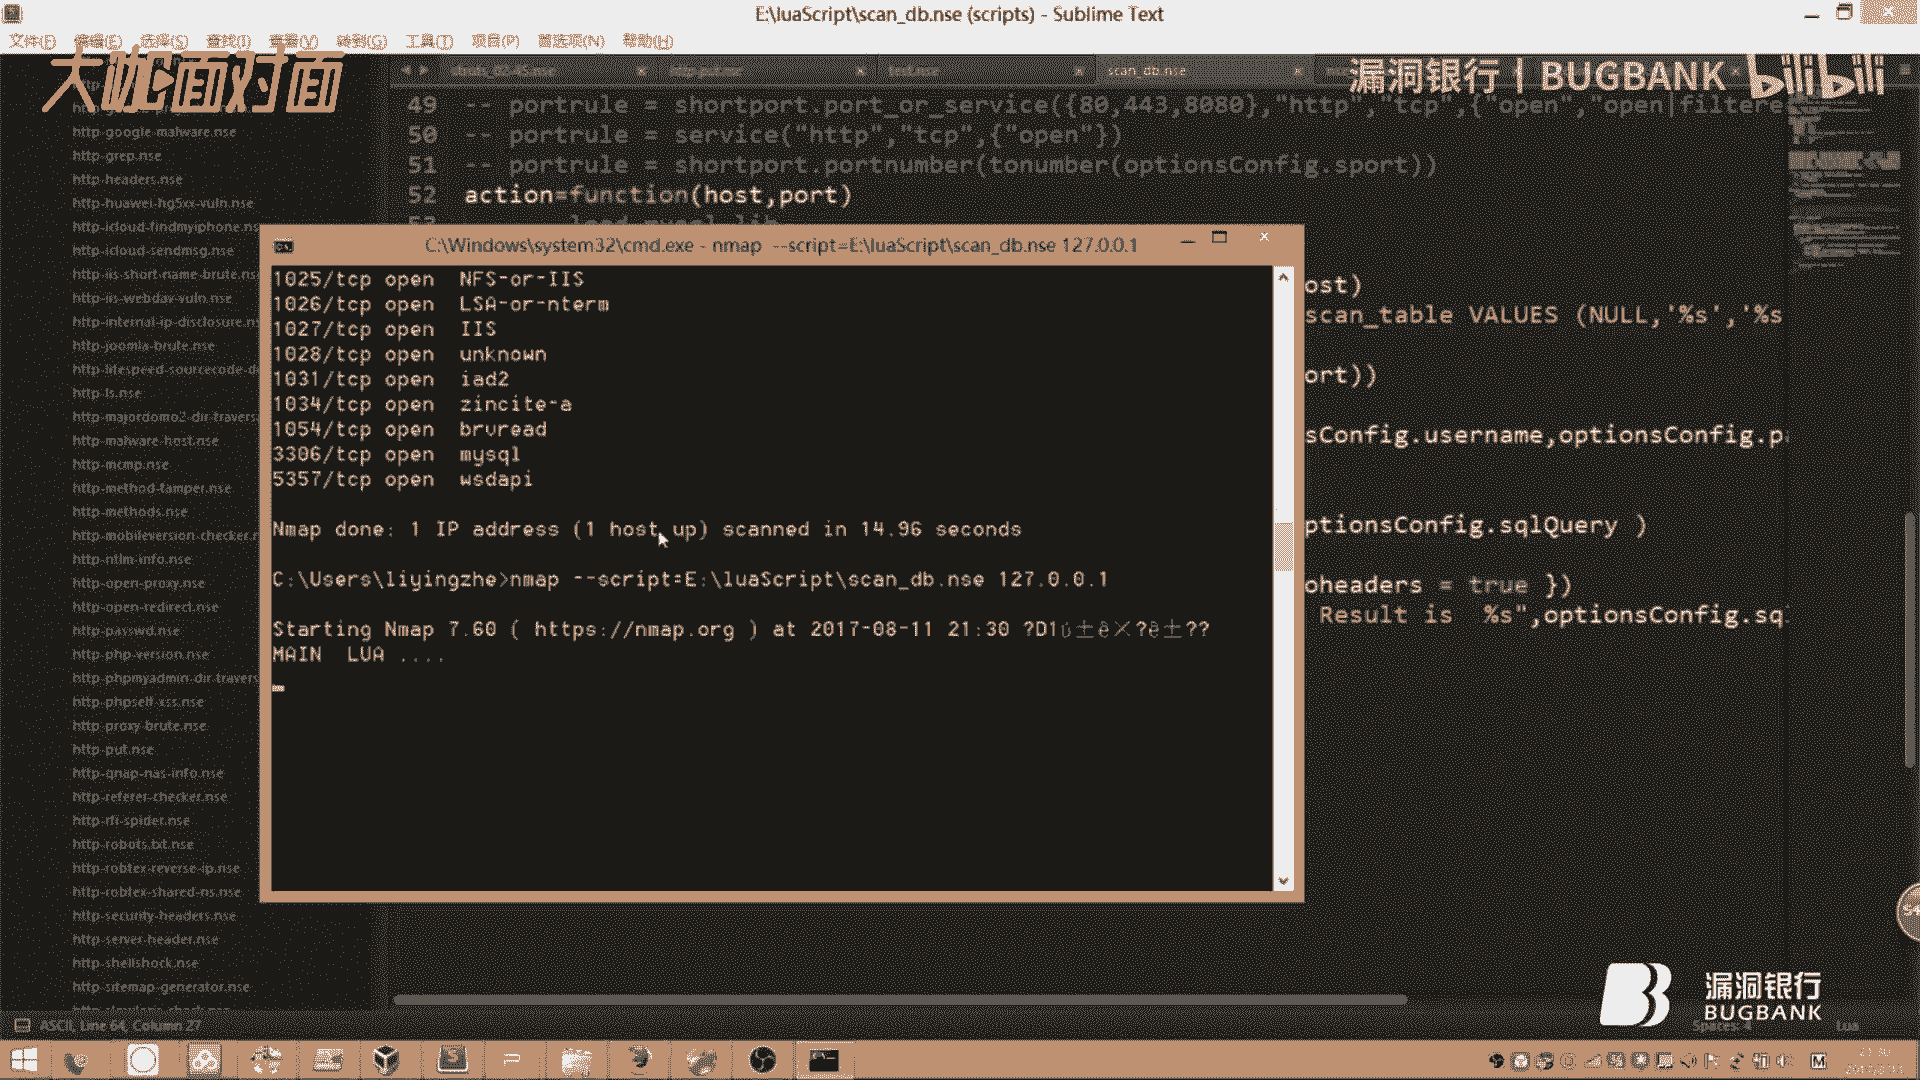 E:\luaScript\scan_db.nse (scripts) - Sublime Text
文件(F) 编辑(E) 选择(S) 查找(I) 查看(V) 转到(G) 工具(T) 项目(P) 首选项(N) 帮助(H)
大咖面对面
漏洞银行 | BUGBANK bilibili
http-put.nse test.nse scan_db.nse
49 -- portrule = shortport.port_or_service({80,443,8080},"http","tcp",{"open","open|filtere
50 -- portrule = service("http","tcp",{"open"})
51 -- portrule = shortport.portnumber(tonumber(optionsConfig.sport))
52 action=function(host,port)
ost)
scan_table VALUES (NULL,'%s','%s
ort))
sConfig.username,optionsConfig.p
ptionsConfig.sqlQuery )
oheaders = true })
Result is %s",optionsConfig.sq
http-google-malware.nse
http-grep.nse
http-headers.nse
http-huawei-hg5xx-vuln.nse
http-icloud-findmyiphone.ns
http-icloud-sendmsg.nse
http-iis-short-name-brute.ns
http-iis-webdav-vuln.nse
http-internal-ip-disclosure.n
http-joomla-brute.nse
http-litespeed-sourcecode-d
http-ls.nse
http-majordomo2-dir-travers
http-malware-host.nse
http-mcmp.nse
http-method-tamper.nse
http-methods.nse
http-mobileversion-checker.n
http-ntlm-info.nse
http-open-proxy.nse
http-open-redirect.nse
http-passwd.nse
http-php-version.nse
http-phpmyadmin-dir-travers
http-phpself-xss.nse
http-proxy-brute.nse
http-put.nse
http-qnap-nas-info.nse
http-referer-checker.nse
http-rfi-spider.nse
http-robots.txt.nse
http-robtex-reverse-ip.nse
http-robtex-shared-ns.nse
http-security-headers.nse
http-server-header.nse
http-shellshock.nse
http-sitemap-generator.nse
C:\Windows\system32\cmd.exe - nmap --script=E:\luaScript\scan_db.nse 127.0.0.1
1025/tcp open NFS-or-IIS
1026/tcp open LSA-or-nterm
1027/tcp open IIS
1028/tcp open unknown
1031/tcp open iad2
1034/tcp open zincite-a
1054/tcp open brvread
3306/tcp open mysql
5357/tcp open wsdapi
Nmap done: 1 IP address (1 host up) scanned in 14.96 seconds
C:\Users\liyingzhe>nmap --script=E:\luaScript\scan_db.nse 127.0.0.1
Starting Nmap 7.60 ( https://nmap.org ) at 2017-08-11 21:30
MAIN LUA ....
漏洞银行
BUGBANK
ASCII, Line 64, Column 27
Spaces: 4 Lua